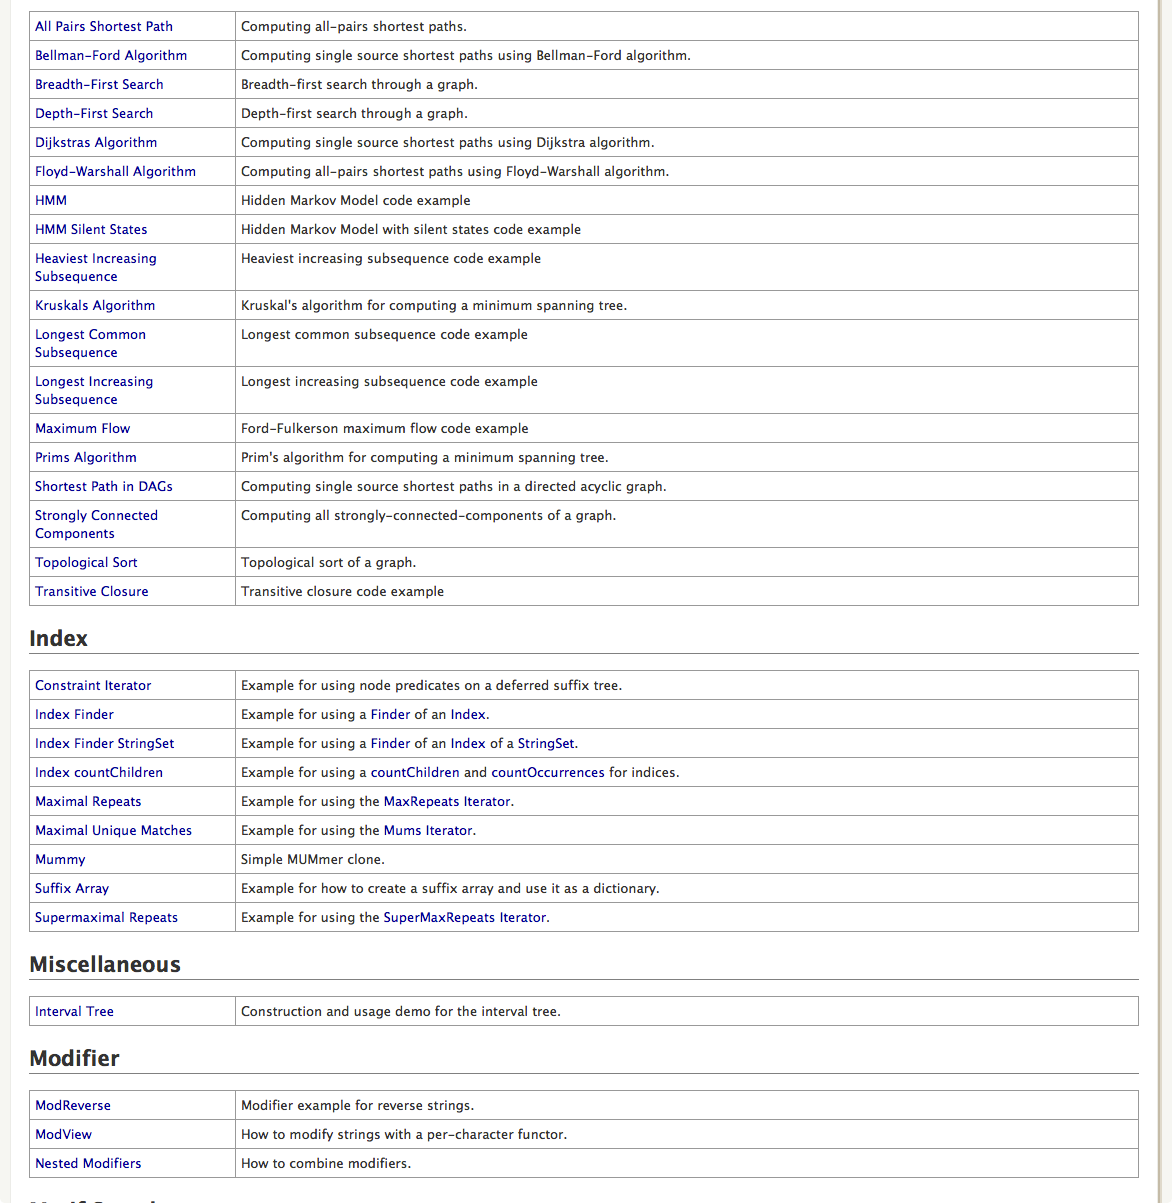 All Pairs Shortest Path Computing all-pairs shortest paths.
Bellman-Ford Algorithm Computing single source shortest paths using Bellman-Ford algorithm.
Breadth-First Search Breadth-first search through a graph.
Depth-First Search Depth-first search through a graph.
Dijkstras Algorithm Computing single source shortest paths using Dijkstra algorithm.
Floyd-Warshall Algorithm Computing all-pairs shortest paths using Floyd-Warshall algorithm.
HMM Hidden Markov Model code example
HMM Silent States Hidden Markov Model with silent states code example
Heaviest Increasing Heaviest increasing subsequence code example
Subsequence
Kruskals Algorithm Kruskal's algorithm for computing a minimum spanning tree.
Longest Common Longest common subsequence code example
Subsequence
Longest Increasing Longest increasing subsequence code example
Subsequence
Maximum Flow Ford-Fulkerson maximum flow code example
Prims Algorithm Prim's algorithm for computing a minimum spanning tree.
Shortest Path in DAGs Computing single source shortest paths in a directed acyclic graph.
Strongly Connected Computing all strongly-connected-components of a graph.
Components
Topological Sort Topological sort of a graph.
Transitive Closure Transitive closure code example
Index
Constraint Iterator Example for using node predicates on a deferred suffix tree.
Index Finder Example for using a Finder of an Index.
Index Finder StringSet Example for using a Finder of an Index of a StringSet.
Index countChildren Example for using a countChildren and countOccurrences for indices.
Maximal Repeats Example for using the MaxRepeats Iterator.
Maximal Unique Matches Example for using the Mums Iterator.
Mummy Simple MUMmer clone.
Suffix Array Example for how to create a suffix array and use it as a dictionary.
Supermaximal Repeats Example for using the SuperMaxRepeats Iterator.
Miscellaneous
Interval Tree Construction and usage demo for the interval tree.
Modifier
ModReverse Modifier example for reverse strings.
ModView How to modify strings with a per-character functor.
Nested Modifiers How to combine modifiers.